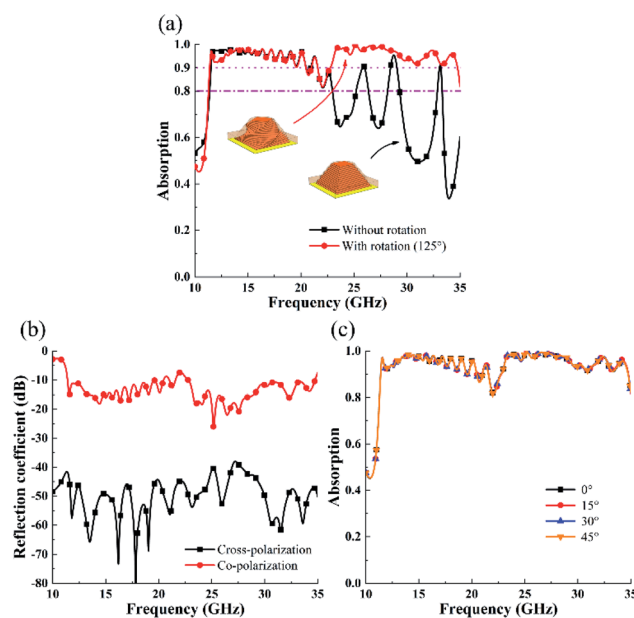 (a)
1.0
0.9
0.8
0.6
0.4
0.2
0.0
Absorption
Without rotation
With rotation (125°)
10 15 20 25 30 35
Frequency (GHz)
(b)
0
-10
-20
-30
-40
-50
-60
-70
-80
Reflection coefficient (dB)
Cross-polarization
Co-polarization
10 15 20 25 30 35
Frequency (GHz)
(c)
1.0
0.8
0.6
0.4
0.2
0.0
Absorption
0°
15°
30°
45°
10 15 20 25 30 35
Frequency (GHz)